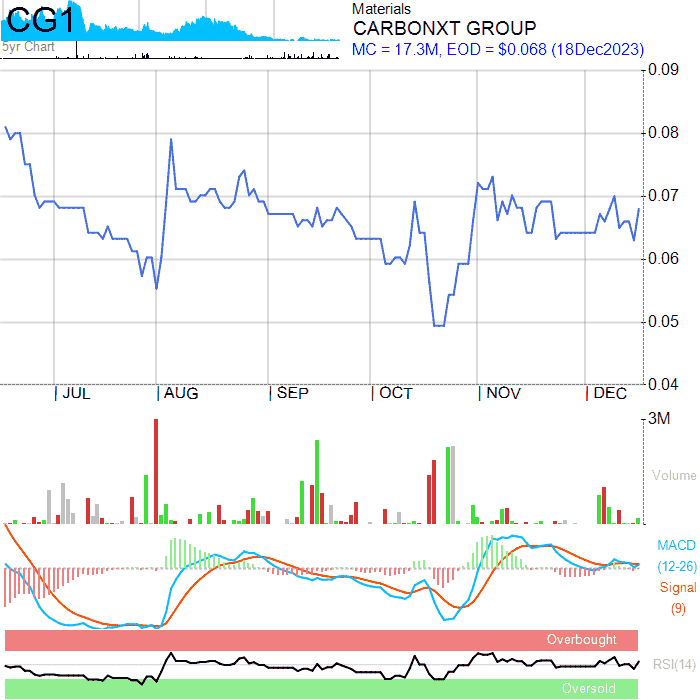 CG1
5yr Chart
Materials
CARBONXT GROUP
MC = 17.3M, EOD = $0.068 (18Dec2023)
0.09
0.08
0.07
0.06
0.05
0.04
JUL AUG SEP OCT NOV DEC
3M
Volume
MACD
(12-26)
Signal
(9)
Overbought
RSI(14)
Oversold